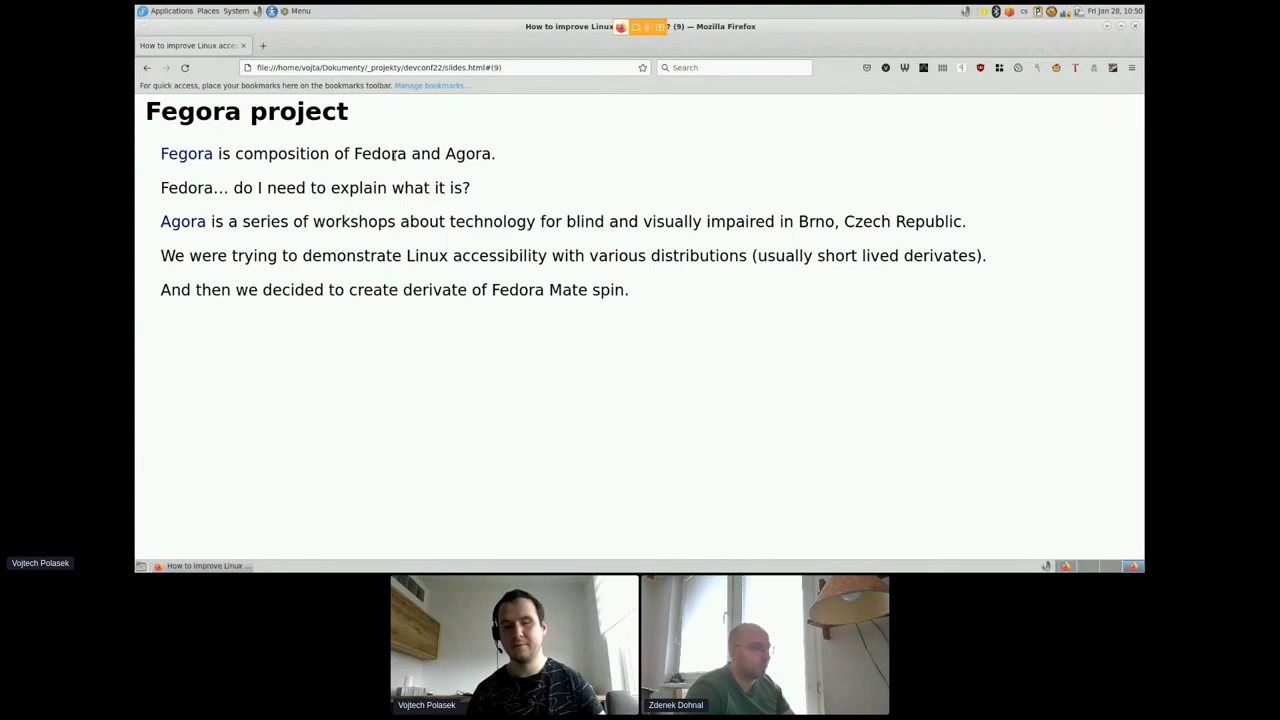 Applications Places System Menu
Fri Jan 28, 10:50
How to improve Linux ? (9) — Mozilla Firefox
How to improve Linux acce
file:///home/vojta/Dokumenty/_projekty/devconf22/slides.html#(9)
Search
For quick access, place your bookmarks here on the bookmarks toolbar. Manage bookmarks...
Fegora project
Fegora is composition of Fedora and Agora.
Fedora... do I need to explain what it is?
Agora is a series of workshops about technology for blind and visually impaired in Brno, Czech Republic.
We were trying to demonstrate Linux accessibility with various distributions (usually short lived derivates).
And then we decided to create derivate of Fedora Mate spin.
Vojtech Polasek
How to improve Linux ...
Vojtech Polasek
Zdenek Dohnal